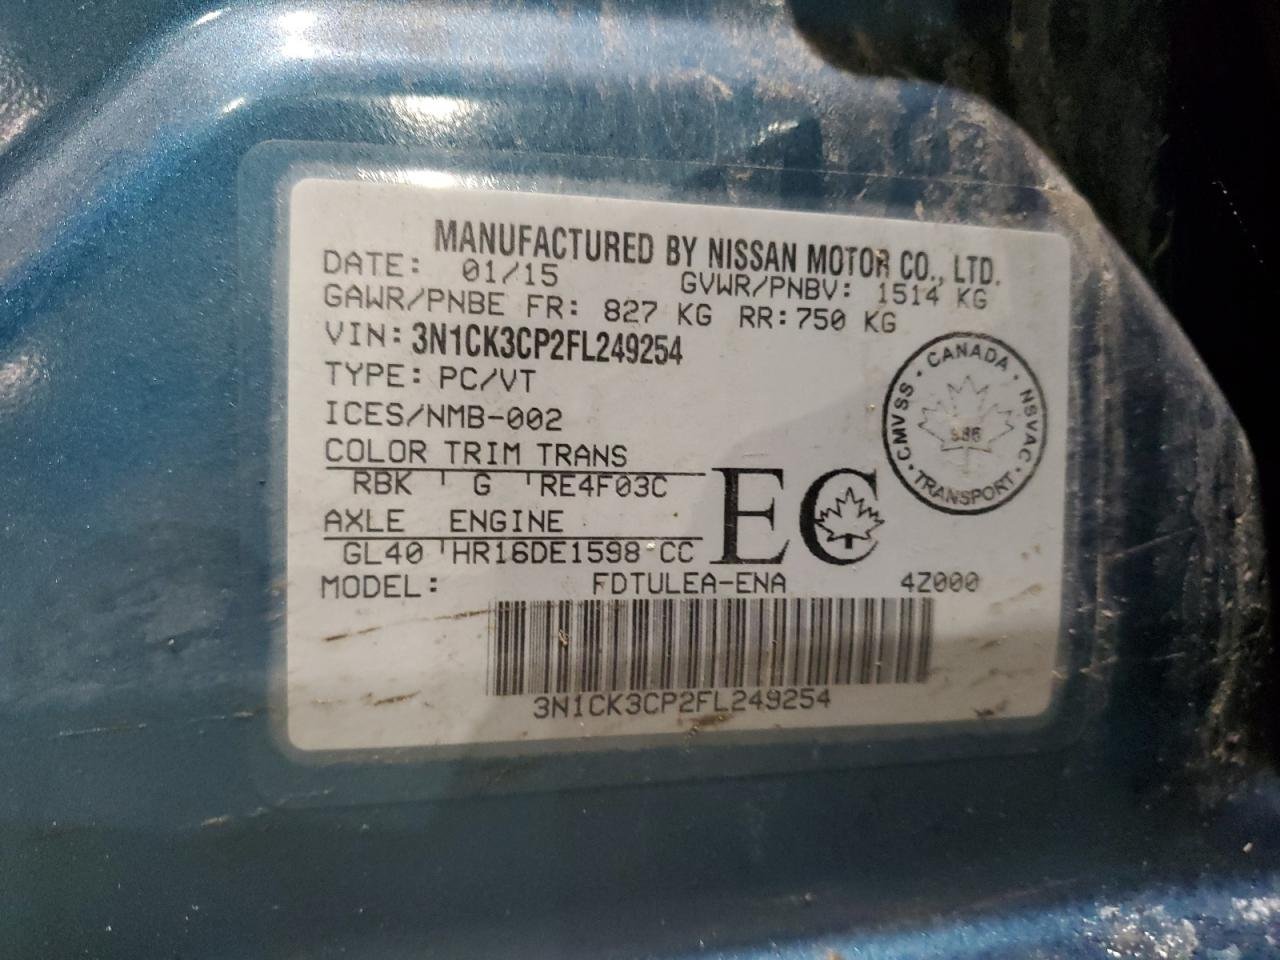 MANUFACTURED BY NISSAN MOTOR CO., LTD.
DATE: 01/15 GVWR/PNBV: 1514 KG
GAWR/PNBE FR: 827 KG RR:750 KG
VIN: 3N1CK3CP2FL249254
TYPE: PC/VT
ICES/NMB-002
COLOR TRIM TRANS
RBK G RE4F03C
AXLE ENGINE
GL40 HR16DE1598 CC
MODEL: FDTULEA-ENA 4Z000
3N1CK3CP2FL249254
EC
CANADA · NSVAC · TRANSPORT · CMVSS